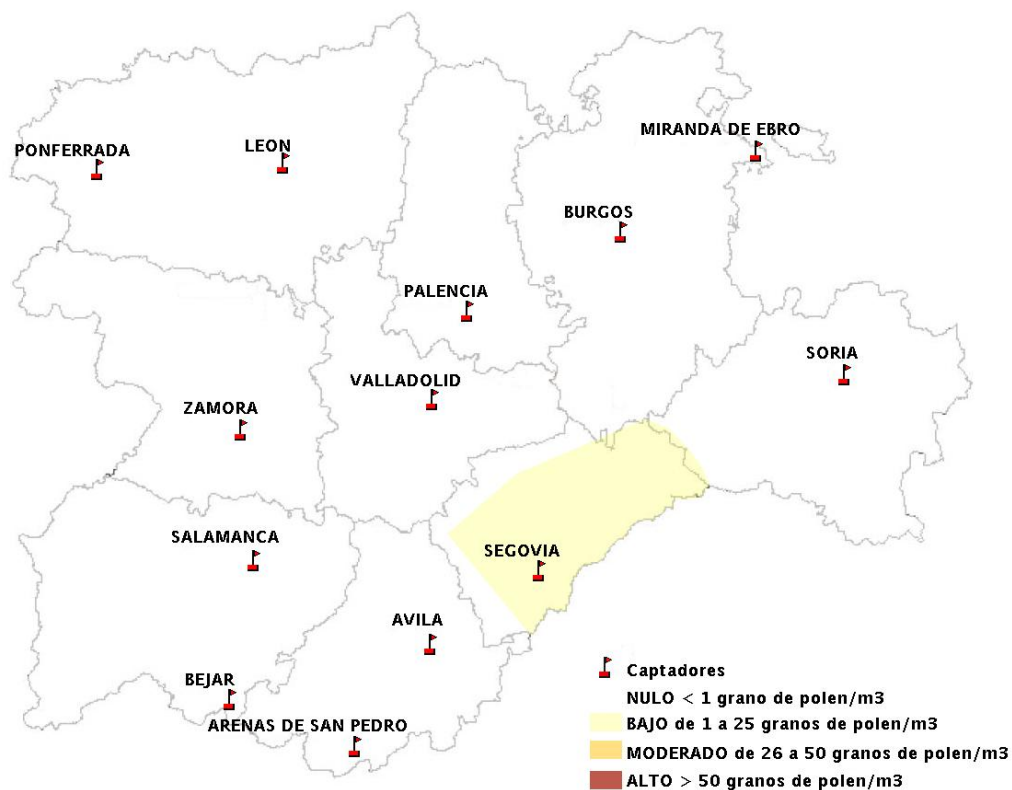 MIRANDA DE EBRO
PONFERRADA
LEON
BURGOS
PALENCIA
SORIA
VALLADOLID
ZAMORA
SALAMANCA
SEGOVIA
AVILA
BEJAR
ARENAS DE SAN PEDRO
Captadores
NULO < 1 grano de polen/m3
BAJO de 1 a 25 granos de polen/m3
MODERADO de 26 a 50 granos de polen/m3
ALTO > 50 granos de polen/m3